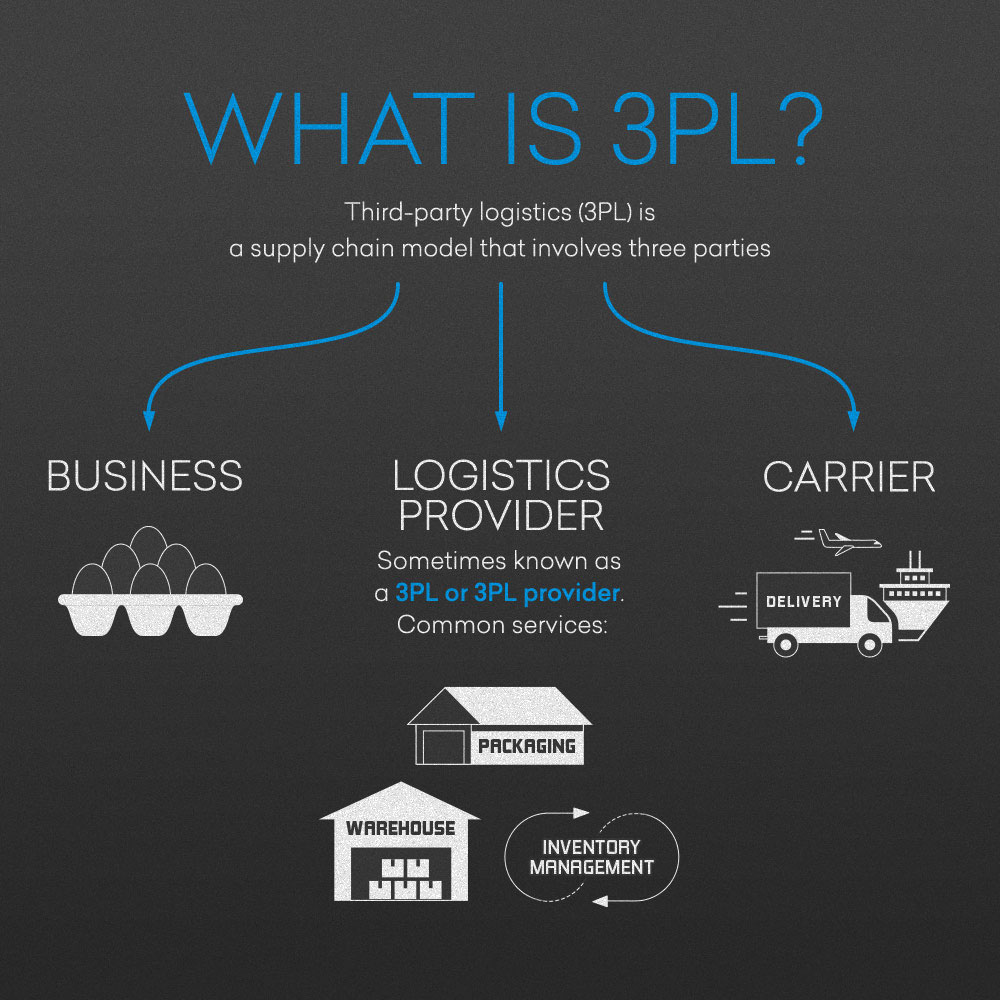 WHAT IS 3PL?
Third-party logistics (3PL) is
a supply chain model that involves three parties
BUSINESS
LOGISTICS
PROVIDER
Sometimes known as
a 3PL or 3PL provider.
Common services:
CARRIER
DELIVERY
PACKAGING
WAREHOUSE
INVENTORY
MANAGEMENT